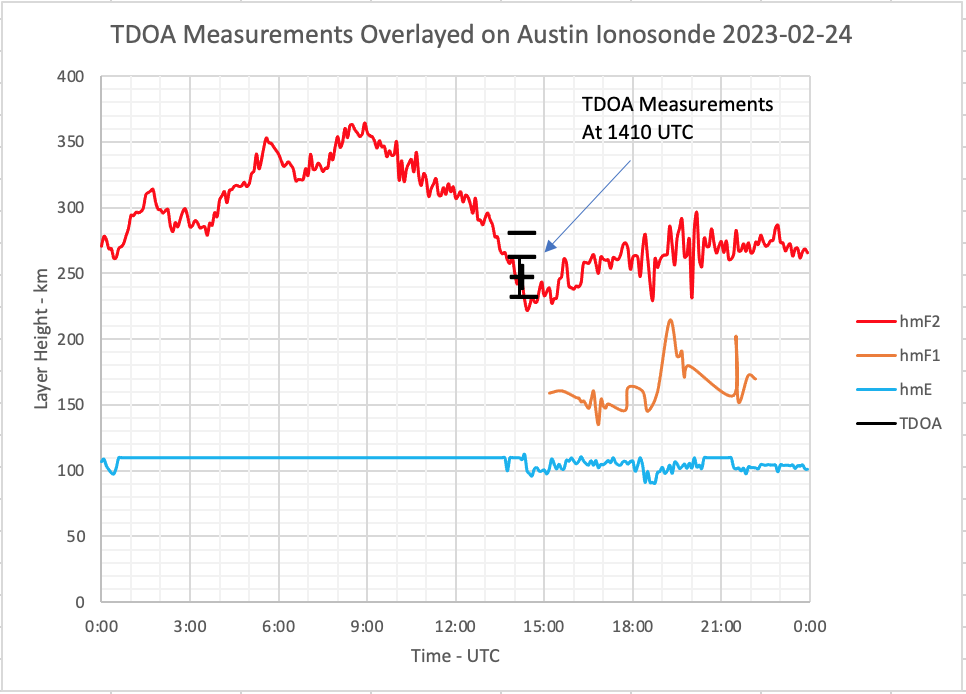 TDOA Measurements Overlayed on Austin Ionosonde 2023-02-24
400
350
300
250
200
150
100
50
0
Layer Height - km
TDOA Measurements
At 1410 UTC
hmF2
hmF1
hmE
TDOA
0:00 3:00 6:00 9:00 12:00 15:00 18:00 21:00 0:00
Time - UTC